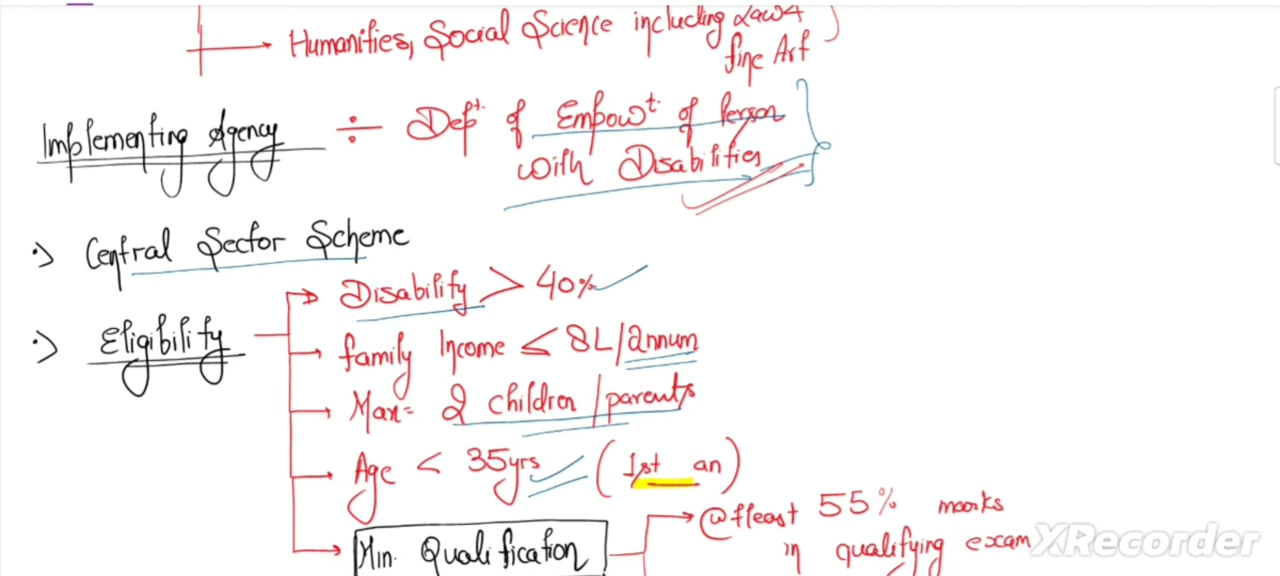 Humanities, Social Science including Law &
fine Art
Implementing Agency ÷ Dept. of Empowt. of Person
with Disabilities
Central Sector Scheme
Eligibility
Disability > 40%
family Income ≤ 8L/annum
Max= 2 children/parents
Age < 35yrs (1st an)
Min. Qualification
@tleast 55% marks
in qualifying exam
XRecorder